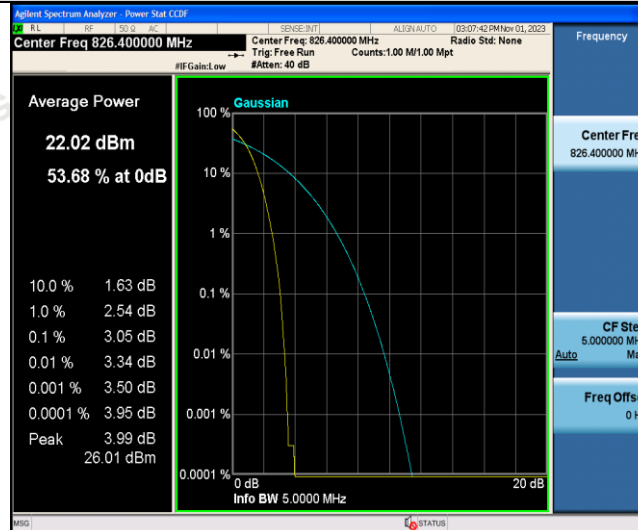 Agilent Spectrum Analyzer - Power Stat CCDF
RL RF 50 Ω AC SENSE:INT ALIGN AUTO 03:07:42 PM Nov 01, 2023
Center Freq 826.400000 MHz
Center Freq: 826.400000 MHz Radio Std: None
Trig: Free Run Counts:1.00 M/1.00 Mpt
#IFGain:Low #Atten: 40 dB
Frequency
Average Power
22.02 dBm
53.68 % at 0dB
10.0 % 1.63 dB
1.0 % 2.54 dB
0.1 % 3.05 dB
0.01 % 3.34 dB
0.001 % 3.50 dB
0.0001 % 3.95 dB
Peak 3.99 dB
26.01 dBm
Gaussian
100 %
10 %
1 %
0.1 %
0.01 %
0.001 %
0.0001 %
0 dB 20 dB
Info BW 5.0000 MHz
Center Fre
826.400000 MH
CF Ste
5.000000 MH
Auto Ma
Freq Offs
0 H
MSG STATUS